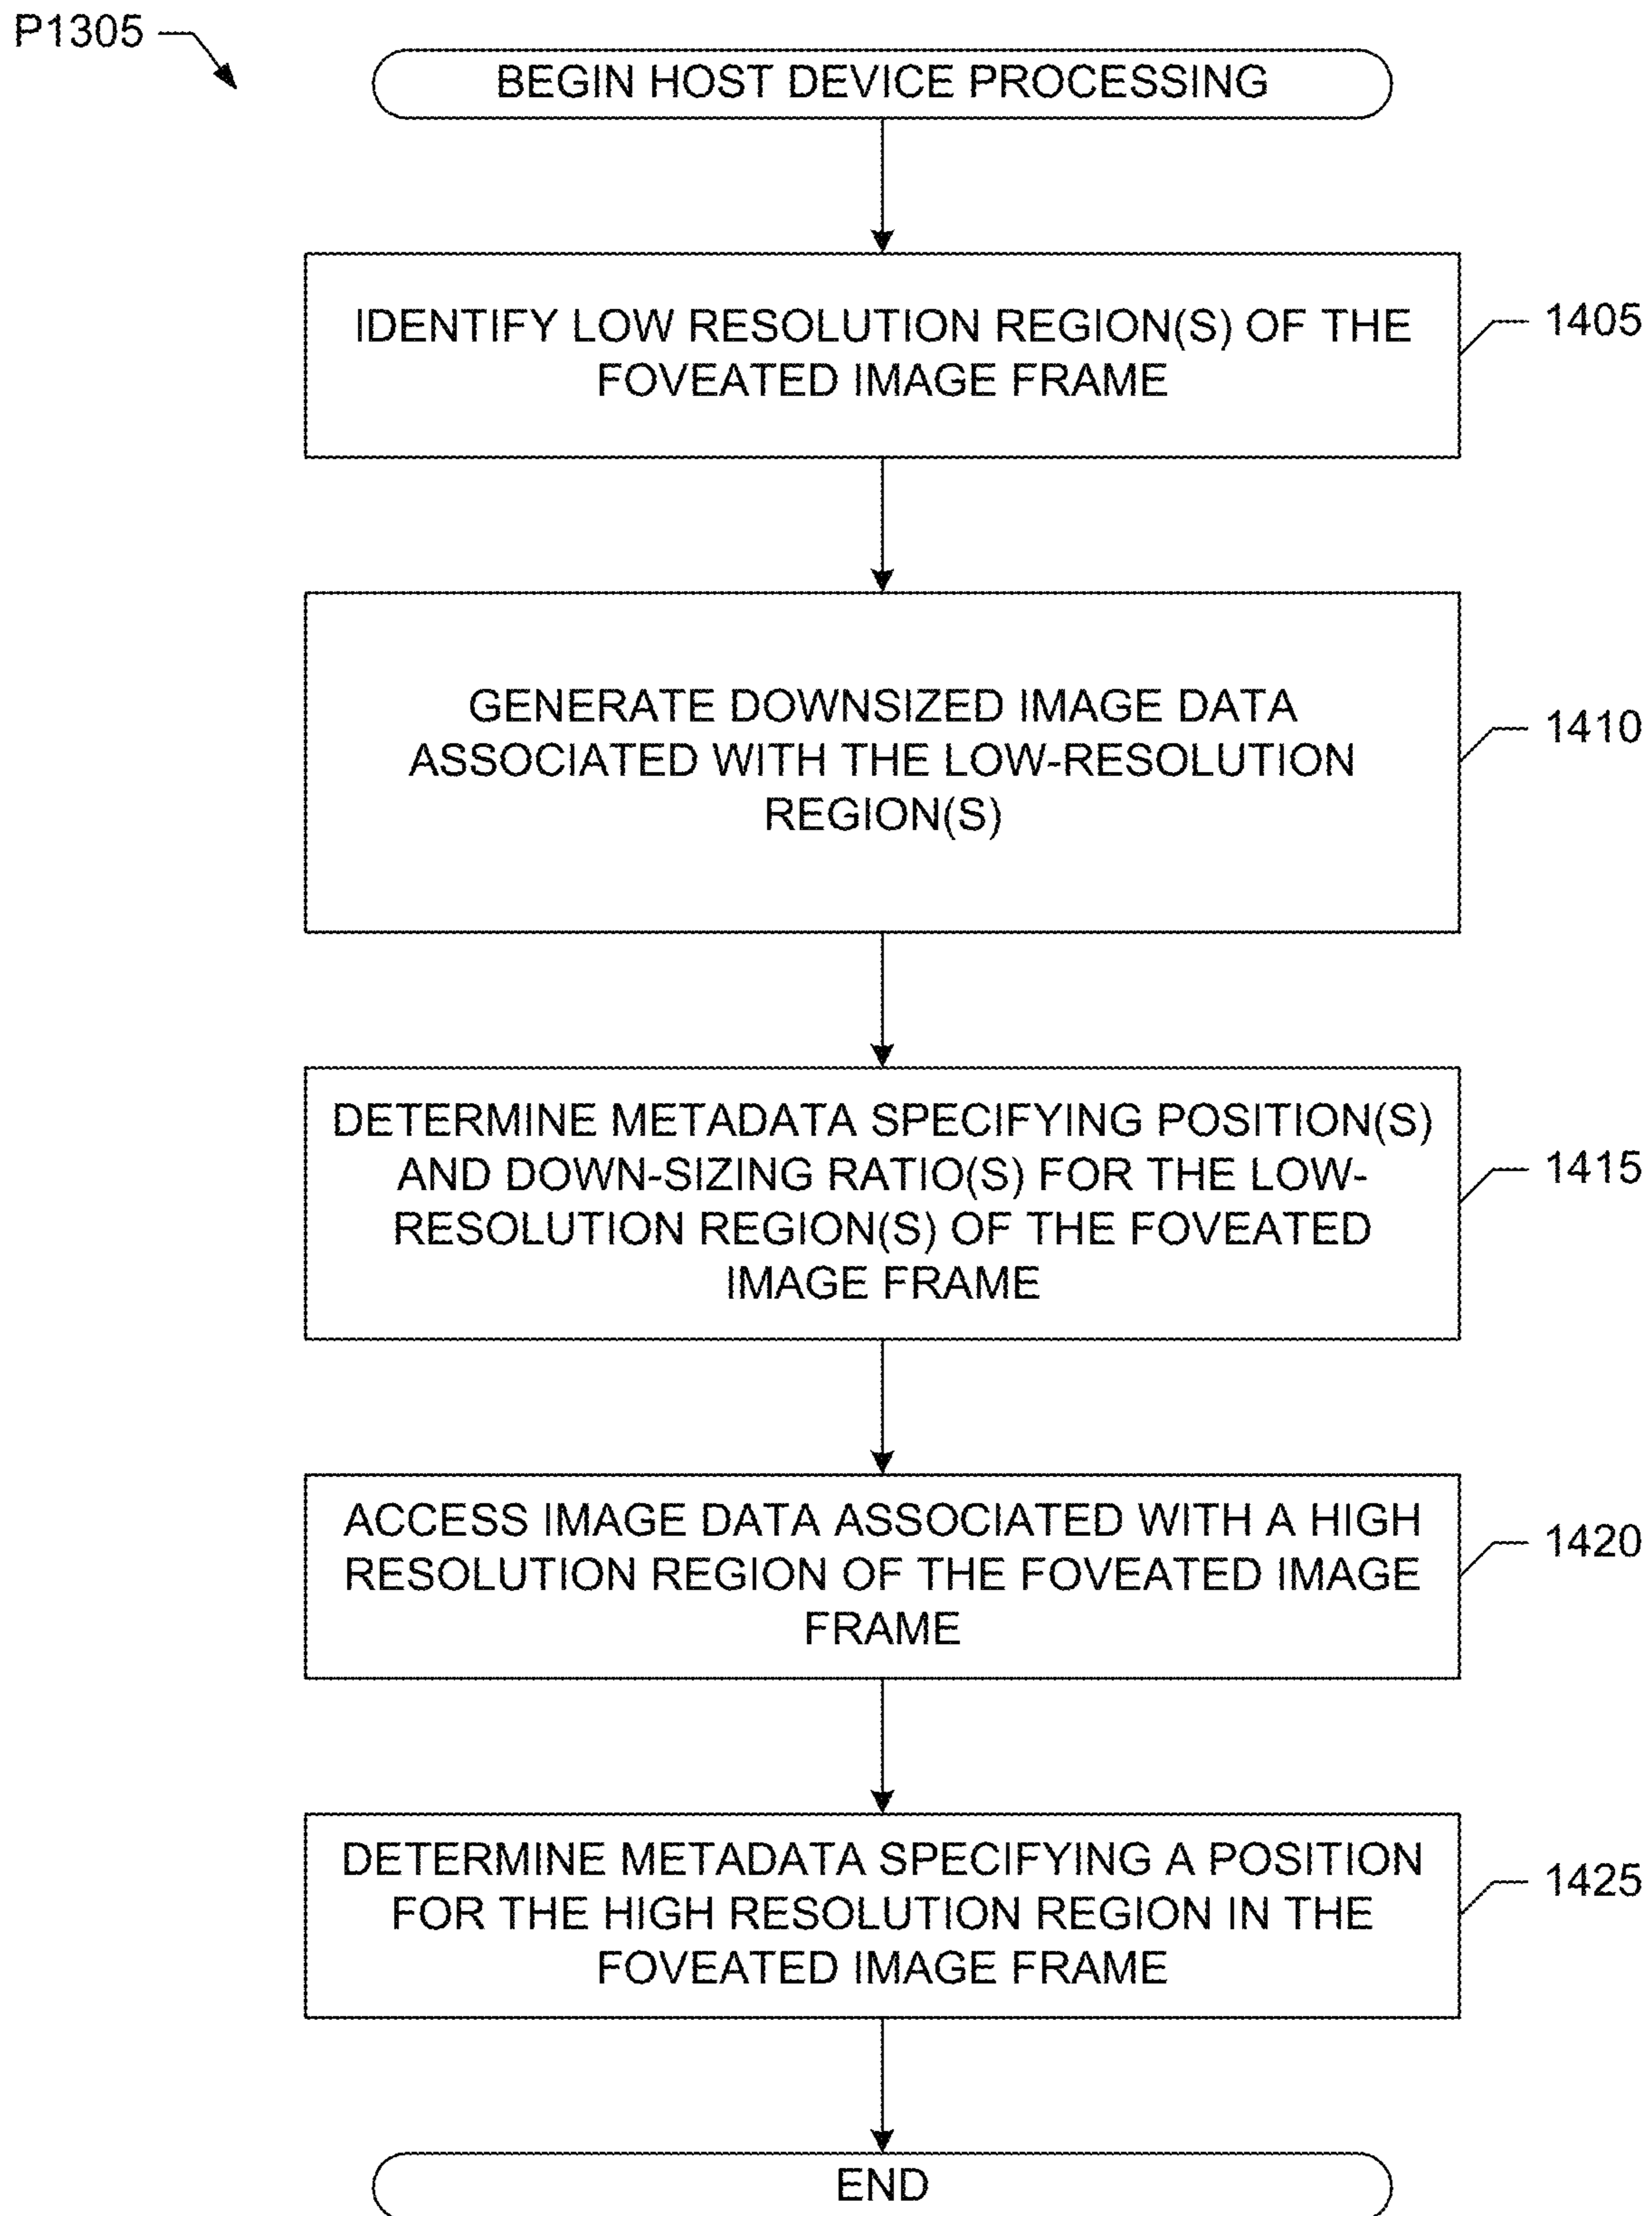 P1305
BEGIN HOST DEVICE PROCESSING
IDENTIFY LOW RESOLUTION REGION(S) OF THE
FOVEATED IMAGE FRAME
1405
GENERATE DOWNSIZED IMAGE DATA
ASSOCIATED WITH THE LOW-RESOLUTION
REGION(S)
1410
DETERMINE METADATA SPECIFYING POSITION(S)
AND DOWN-SIZING RATIO(S) FOR THE LOW-
RESOLUTION REGION(S) OF THE FOVEATED
IMAGE FRAME
1415
ACCESS IMAGE DATA ASSOCIATED WITH A HIGH
RESOLUTION REGION OF THE FOVEATED IMAGE
FRAME
1420
DETERMINE METADATA SPECIFYING A POSITION
FOR THE HIGH RESOLUTION REGION IN THE
FOVEATED IMAGE FRAME
1425
END